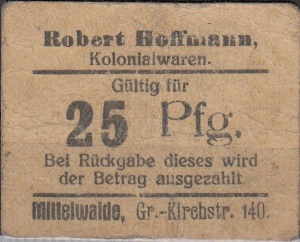 Robert Hoffmann,
Kolonialwaren.
Gültig für
25 Pfg.
Bei Rückgabe dieses wird
der Betrag ausgezahlt.
Mittelwalde, Gr.-Kirchstr. 140.